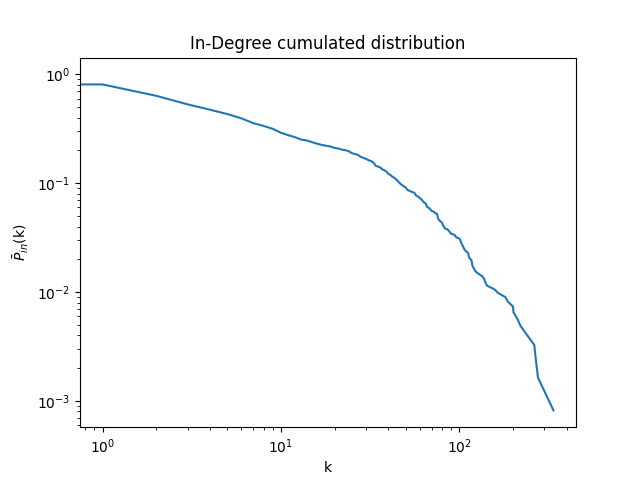 In-Degree cumulated distribution
10⁰
10⁻¹
10⁻²
10⁻³
P̄ᵢₙ(k)
10⁰ 10¹ 10²
k